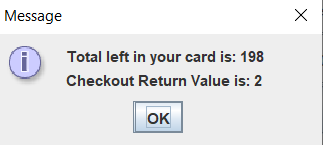 Message
Total left in your card is: 198
Checkout Return Value is: 2
OK